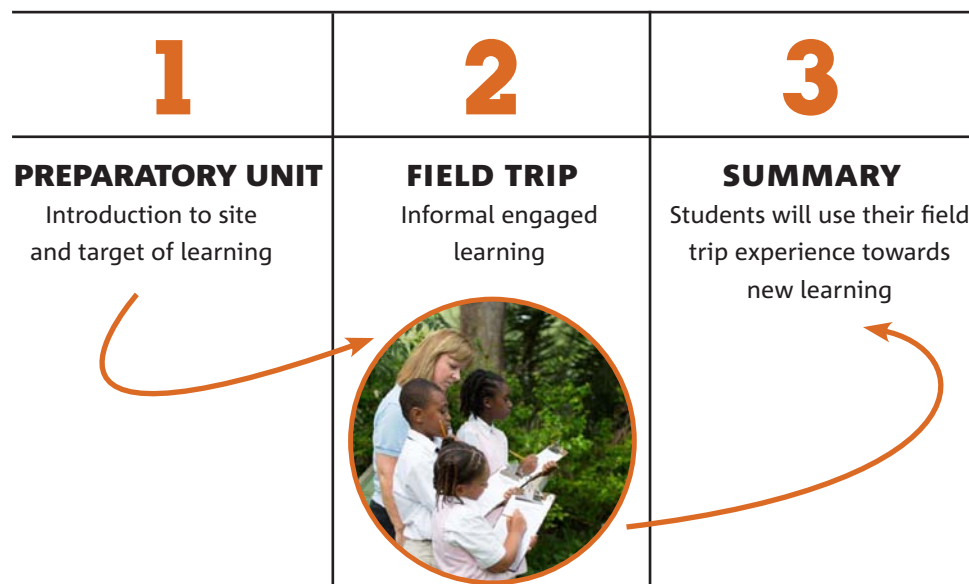 1
2
3
PREPARATORY UNIT
Introduction to site
and target of learning
FIELD TRIP
Informal engaged
learning
SUMMARY
Students will use their field
trip experience towards
new learning